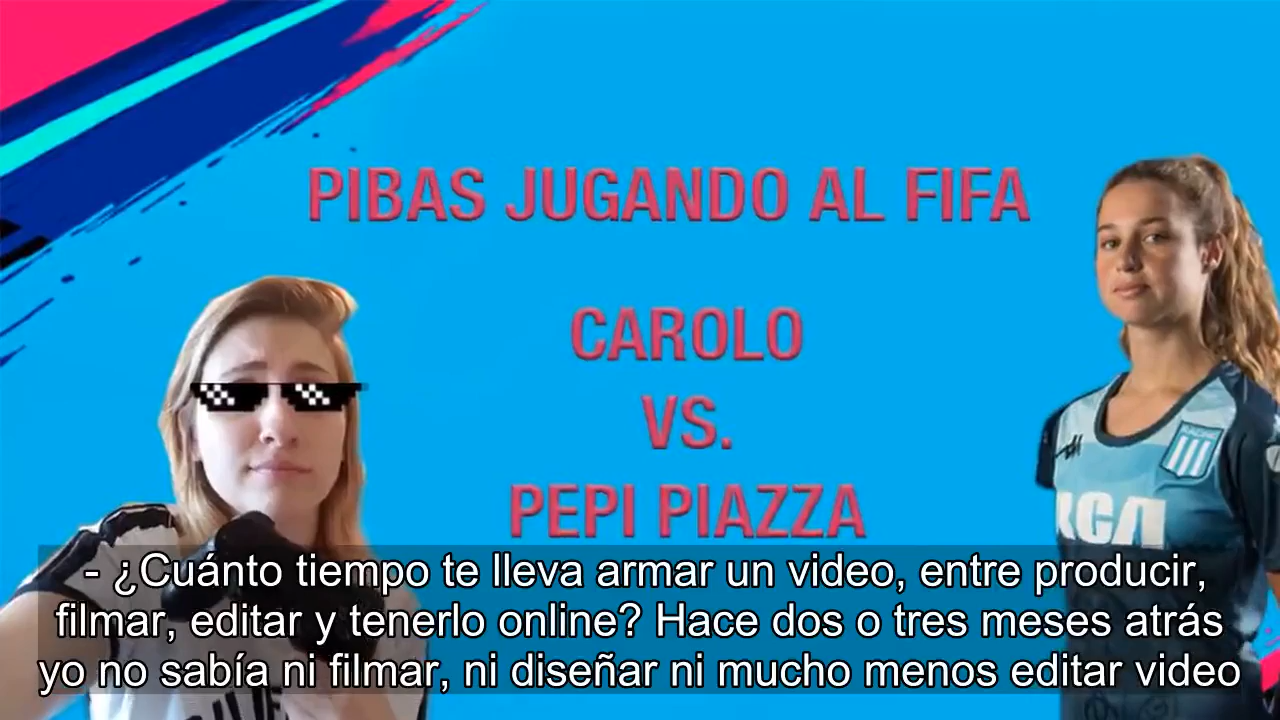 PIBAS JUGANDO AL FIFA
CAROLO
VS.
PEPI PIAZZA
RACING
RCA
- ¿Cuánto tiempo te lleva armar un video, entre producir,
filmar, editar y tenerlo online? Hace dos o tres meses atrás
yo no sabía ni filmar, ni diseñar ni mucho menos editar video